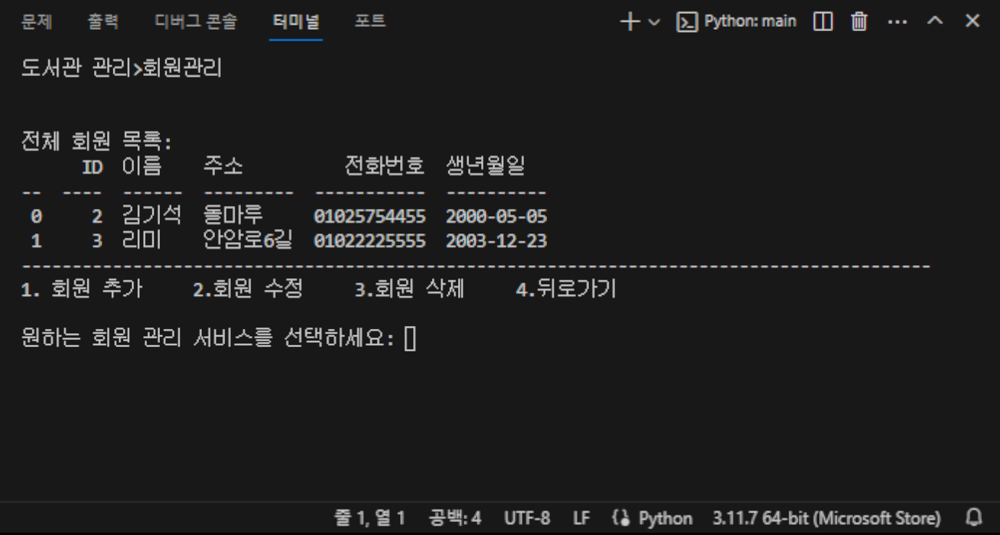 문제 출력 디버그 콘솔 터미널 포트 Python: main
도서관 관리>회원관리
전체 회원 목록:
ID 이름 주소 전화번호 생년월일
-- ---- ------ --------- ----------- ----------
0 2 김기석 돌마루 01025754455 2000-05-05
1 3 리미 안암로6길 01022225555 2003-12-23
------------------------------------------------------------------------------------------
1. 회원 추가 2.회원 수정 3.회원 삭제 4.뒤로가기
원하는 회원 관리 서비스를 선택하세요:
줄 1, 열 1 공백: 4 UTF-8 LF Python 3.11.7 64-bit (Microsoft Store)